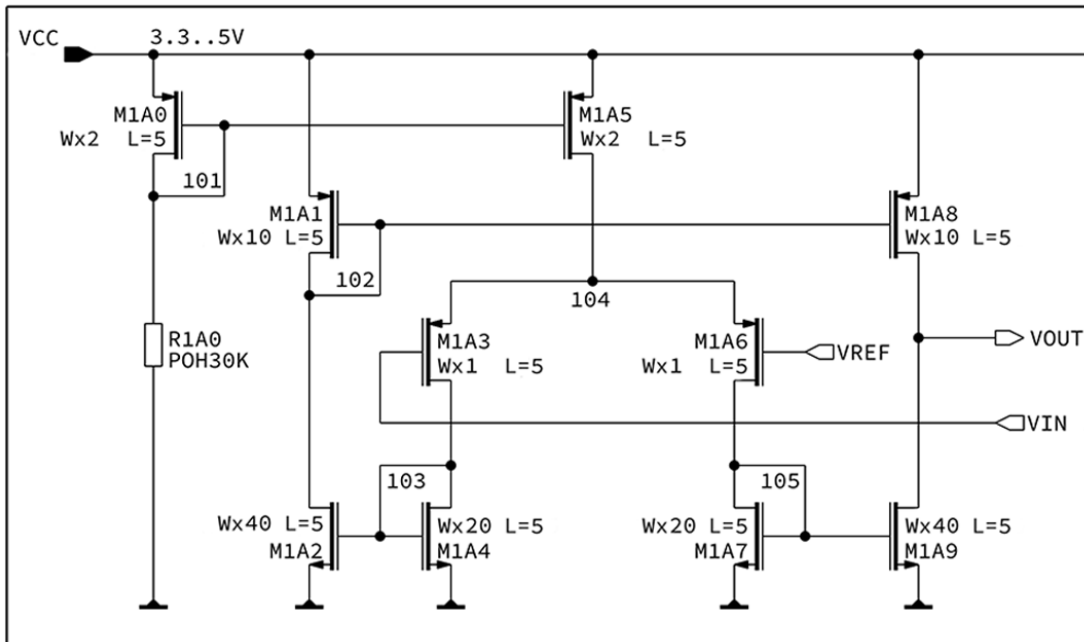 VCC
3.3..5V
M1A0
Wx2 L=5
M1A5
Wx2 L=5
101
M1A1
Wx10 L=5
M1A8
Wx10 L=5
102
104
R1A0
POH30K
M1A3
Wx1 L=5
M1A6
Wx1 L=5
VREF
VOUT
VIN
103
105
Wx40 L=5
M1A2
Wx20 L=5
M1A4
Wx20 L=5
M1A7
Wx40 L=5
M1A9